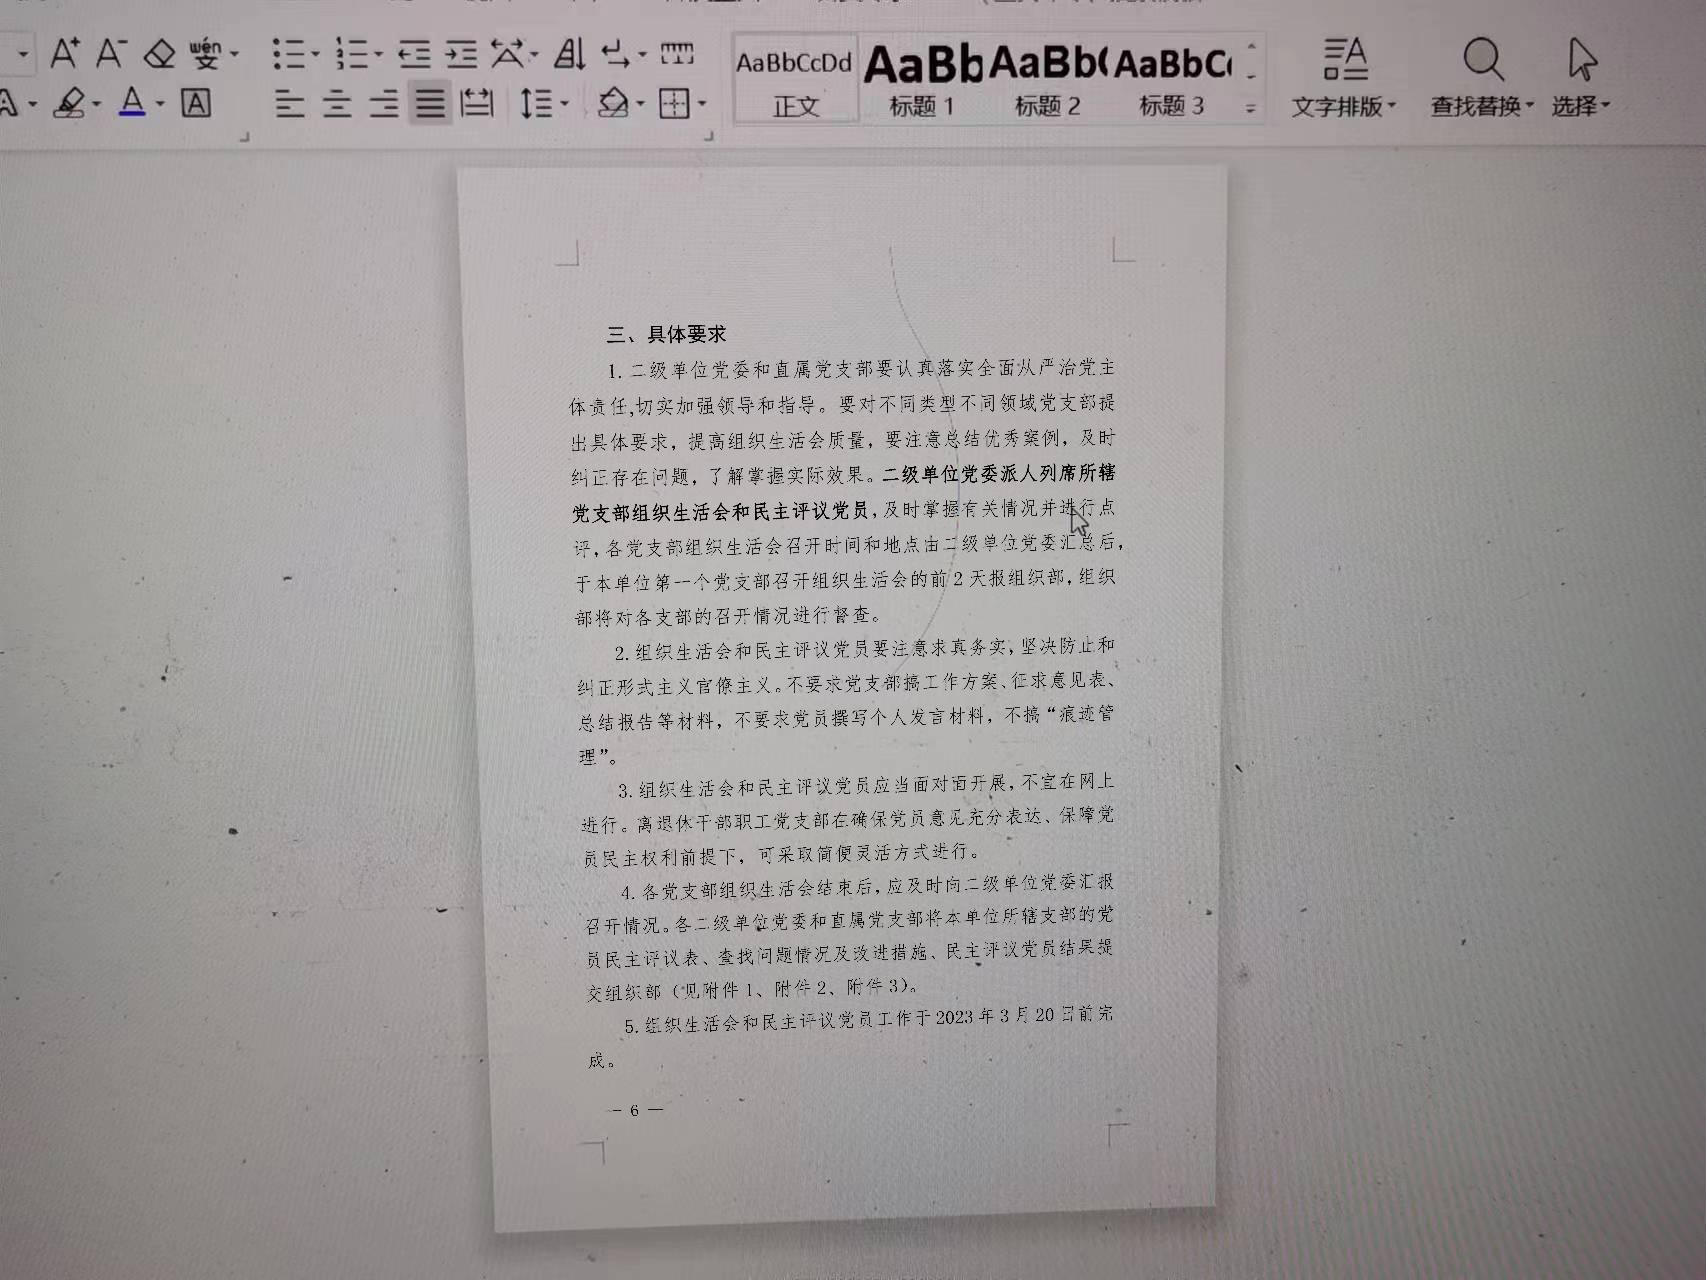 wén
变
AaBbCcDd
AaBb
AaBb(
AaBbC
正文
标题 1
标题 2
标题 3
文字排版
查找替换
选择
三、具体要求
1. 二级单位党委和直属党支部要认真落实全面从严治党主
体责任,切实加强领导和指导。要对不同类型不同领域党支部提
出具体要求，提高组织生活会质量，要注意总结优秀案例，及时
纠正存在问题，了解掌握实际效果。二级单位党委派人列席所辖
党支部组织生活会和民主评议党员，及时掌握有关情况并进行点
评，各党支部组织生活会召开时间和地点由二级单位党委汇总后，
于本单位第一个党支部召开组织生活会的前 2 天报组织部，组织
部将对各支部的召开情况进行督查。
2. 组织生活会和民主评议党员要注意求真务实，坚决防止和
纠正形式主义官僚主义。不要求党支部搞工作方案、征求意见表、
总结报告等材料，不要求党员撰写个人发言材料，不搞“痕迹管
理”。
3. 组织生活会和民主评议党员应当面对面开展，不宜在网上
进行。离退休干部职工党支部在确保党员意见充分表达、保障党
员民主权利前提下，可采取简便灵活方式进行。
4. 各党支部组织生活会结束后，应及时向二级单位党委汇报
召开情况。各二级单位党委和直属党支部将本单位所辖支部的党
员民主评议表、查找问题情况及改进措施、民主评议党员结果提
交组织部（见附件 1、附件 2、附件 3）。
5. 组织生活会和民主评议党员工作于 2023 年 3 月 20 日前完
成。
— 6 —